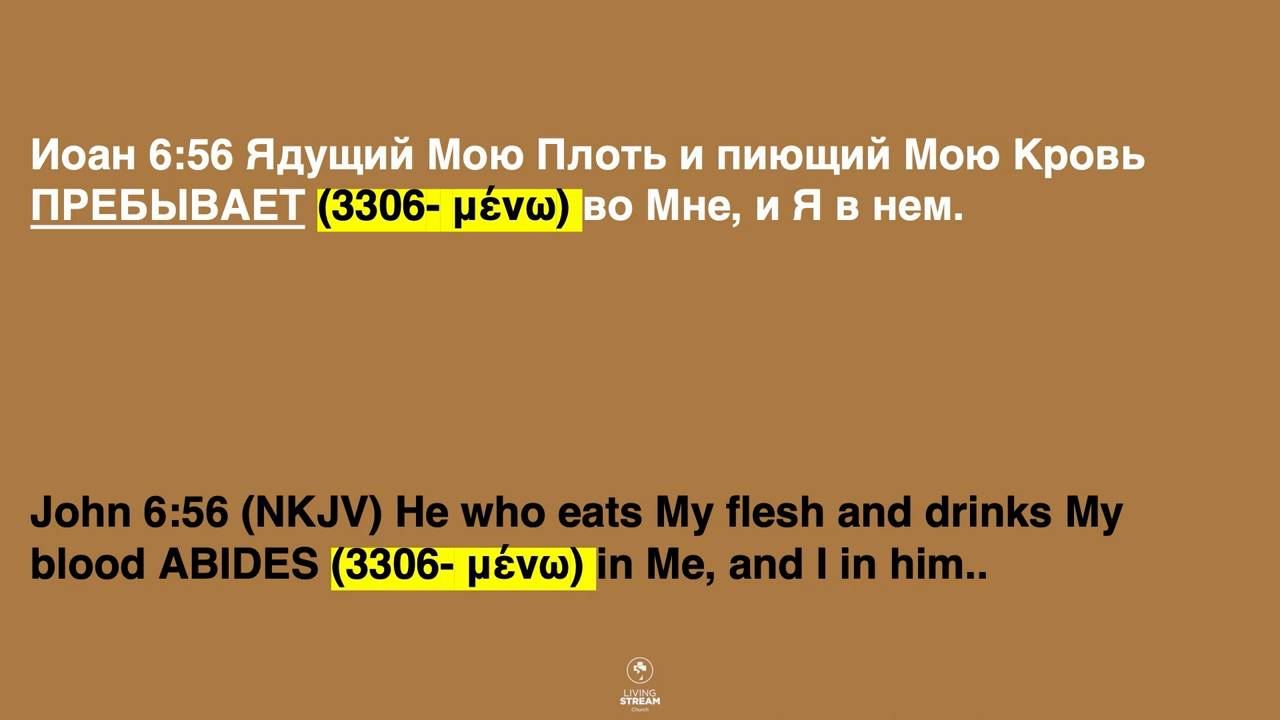 Иоан 6:56 Ядущий Мою Плоть и пиющий Мою Кровь
ПРЕБЫВАЕТ (3306- μένω) во Мне, и Я в нем.
John 6:56 (NKJV) He who eats My flesh and drinks My
blood ABIDES (3306- μένω) in Me, and I in him..
LIVING
STREAM
Church